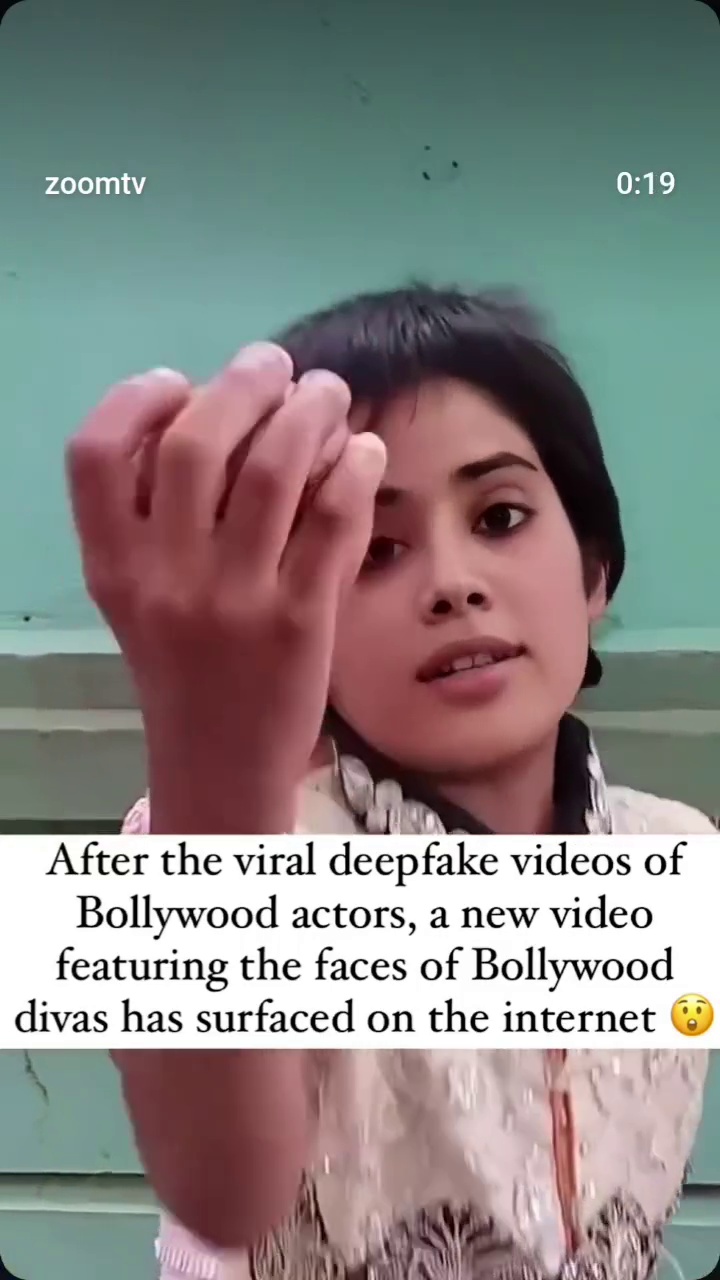 zoomtv
0:19
After the viral deepfake videos of
Bollywood actors, a new video
featuring the faces of Bollywood
divas has surfaced on the internet 😲